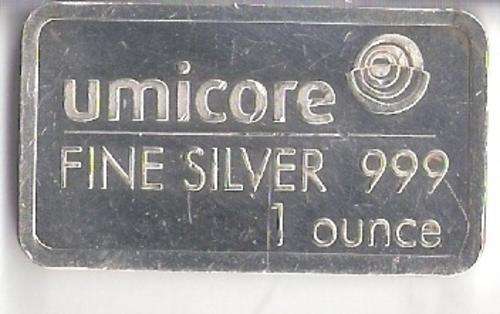 umicore
FINE SILVER 999
1 ounce